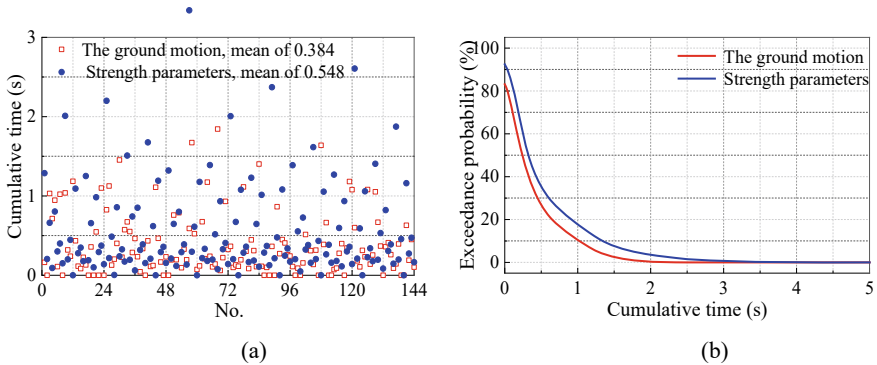 3
2
1
0
The ground motion, mean of 0.384
Strength parameters, mean of 0.548
Cumulative time (s)
0 24 48 72 96 120 144
No.
(a)
100
80
60
40
20
0
The ground motion
Strength parameters
Exceedance probability (%)
0 1 2 3 4 5
Cumulative time (s)
(b)